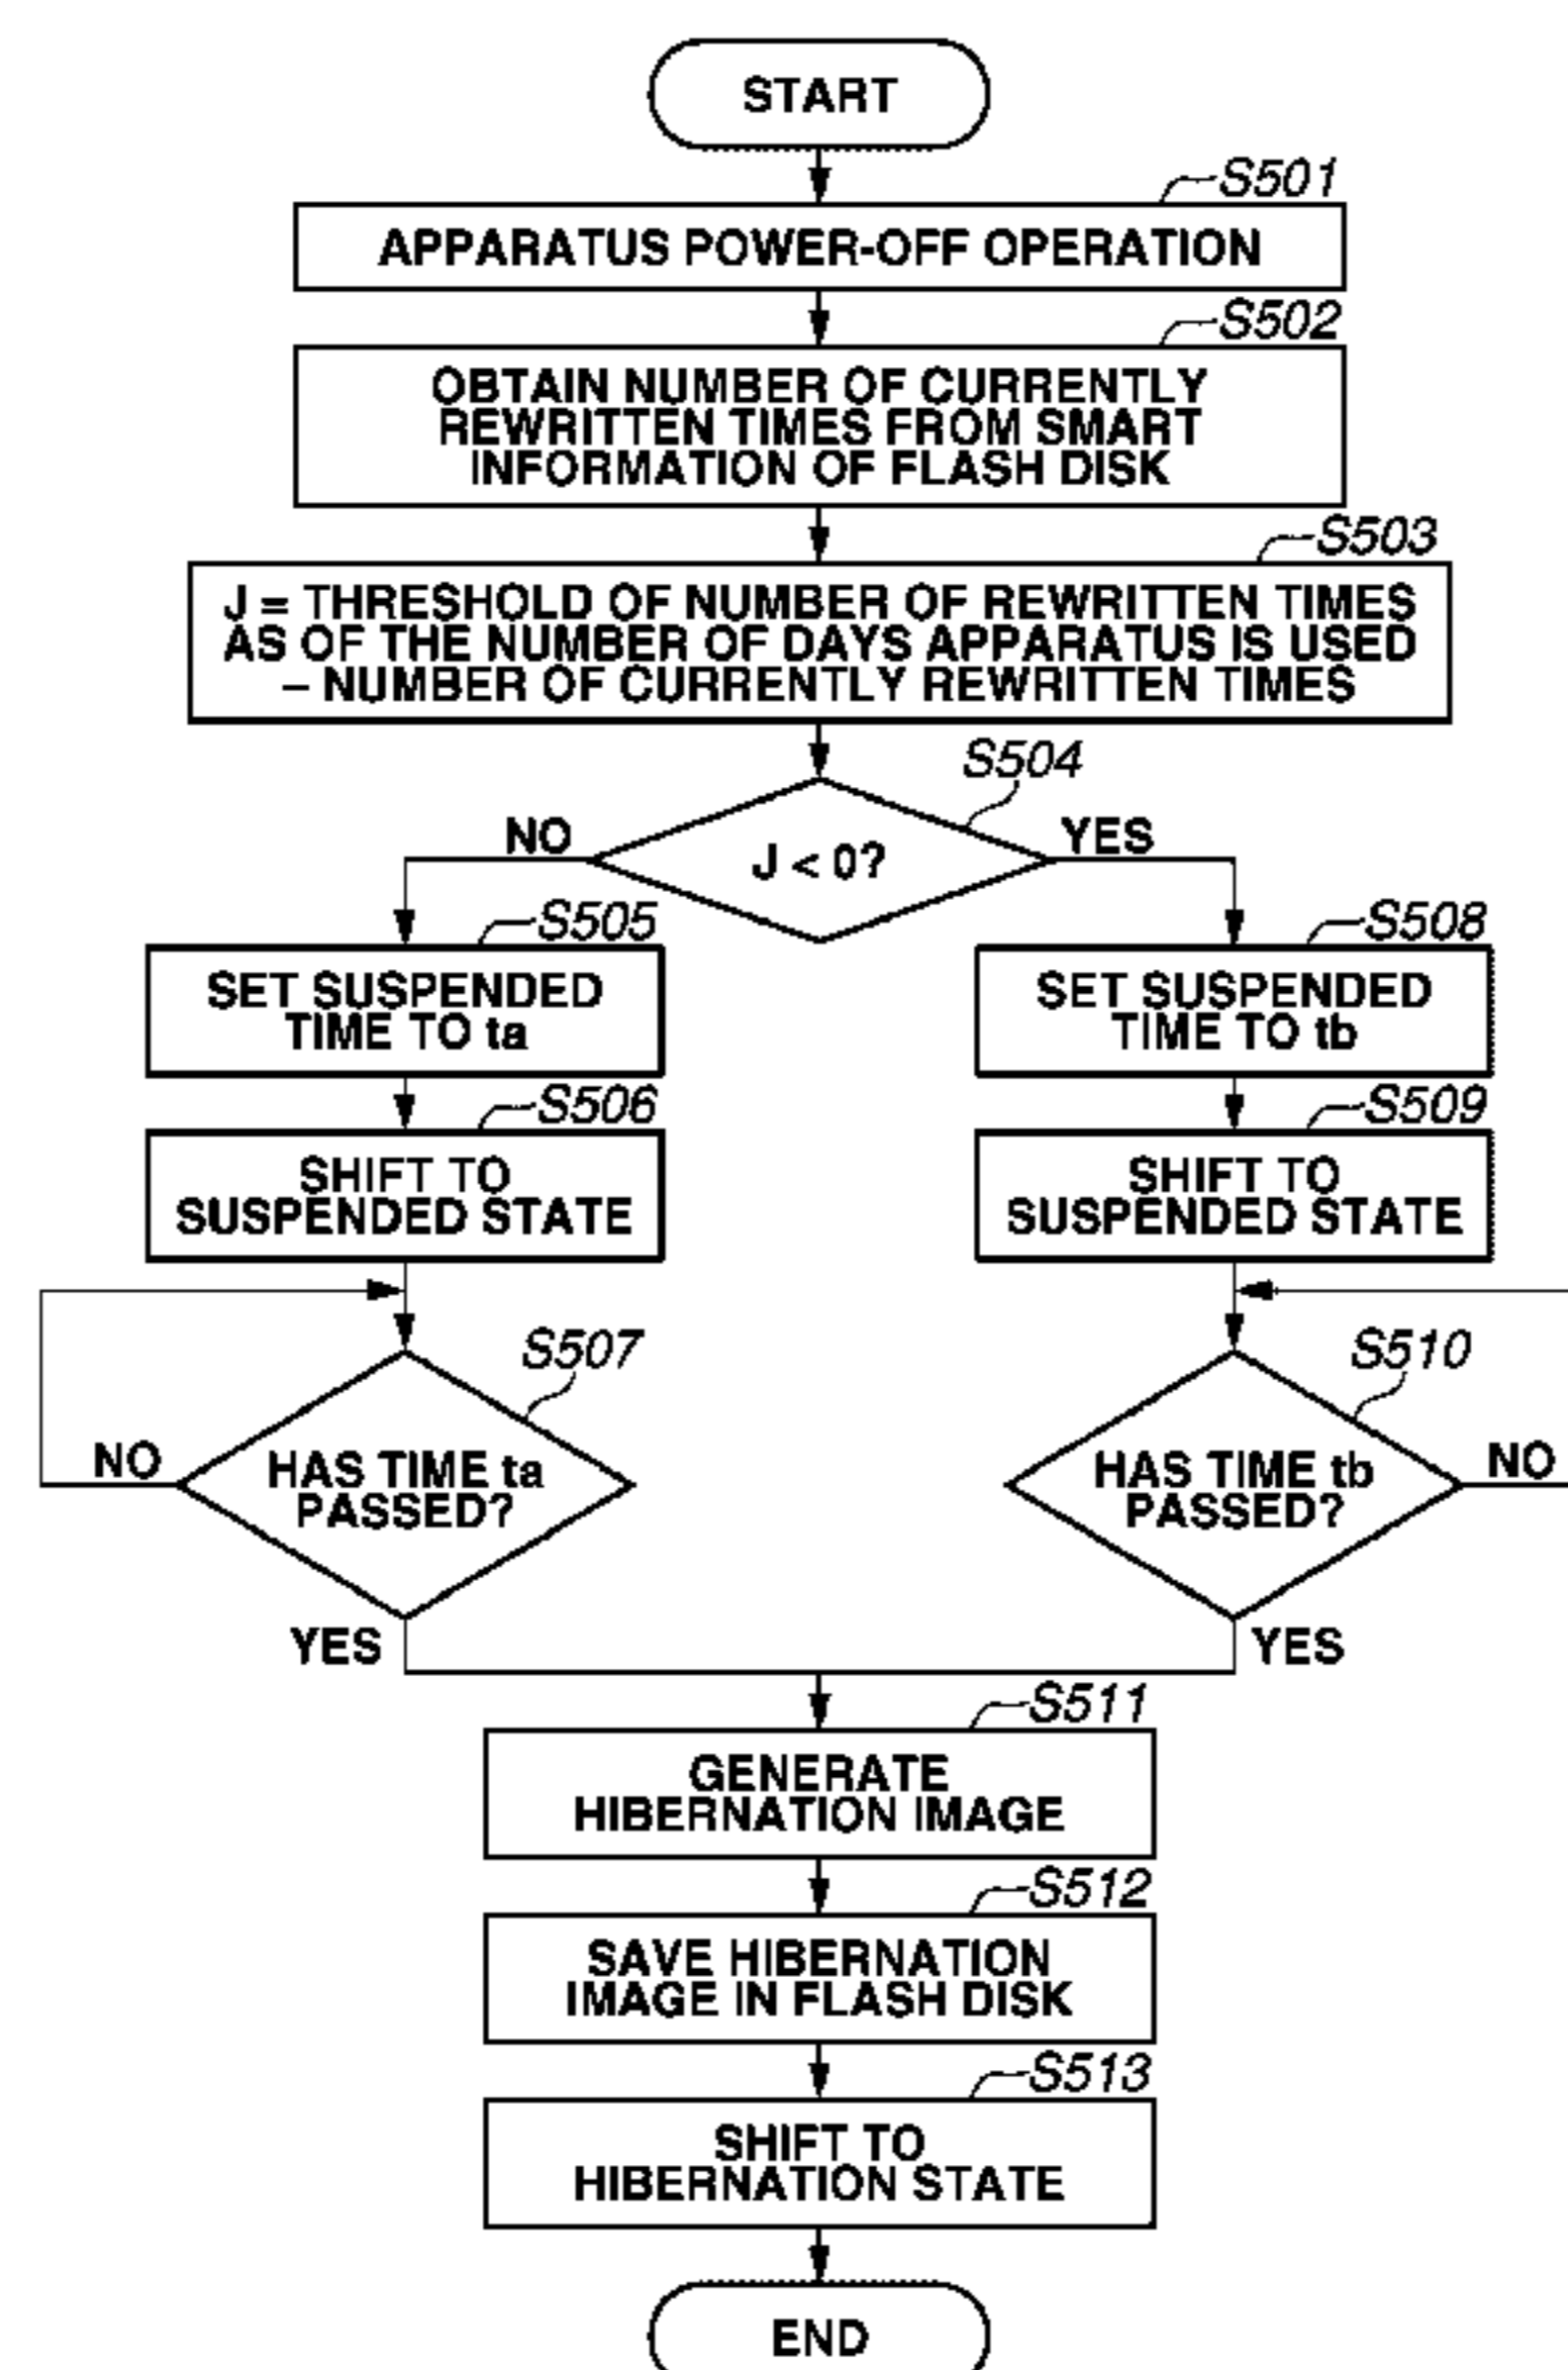 START
S501
APPARATUS POWER-OFF OPERATION
S502
OBTAIN NUMBER OF CURRENTLY
REWRITTEN TIMES FROM SMART
INFORMATION OF FLASH DISK
S503
J = THRESHOLD OF NUMBER OF REWRITTEN TIMES
AS OF THE NUMBER OF DAYS APPARATUS IS USED
– NUMBER OF CURRENTLY REWRITTEN TIMES
S504
NO
J < 0?
YES
S505
SET SUSPENDED
TIME TO ta
S506
SHIFT TO
SUSPENDED STATE
S507
NO
HAS TIME ta
PASSED?
YES
S508
SET SUSPENDED
TIME TO tb
S509
SHIFT TO
SUSPENDED STATE
S510
HAS TIME tb
PASSED?
NO
YES
S511
GENERATE
HIBERNATION IMAGE
S512
SAVE HIBERNATION
IMAGE IN FLASH DISK
S513
SHIFT TO
HIBERNATION STATE
END